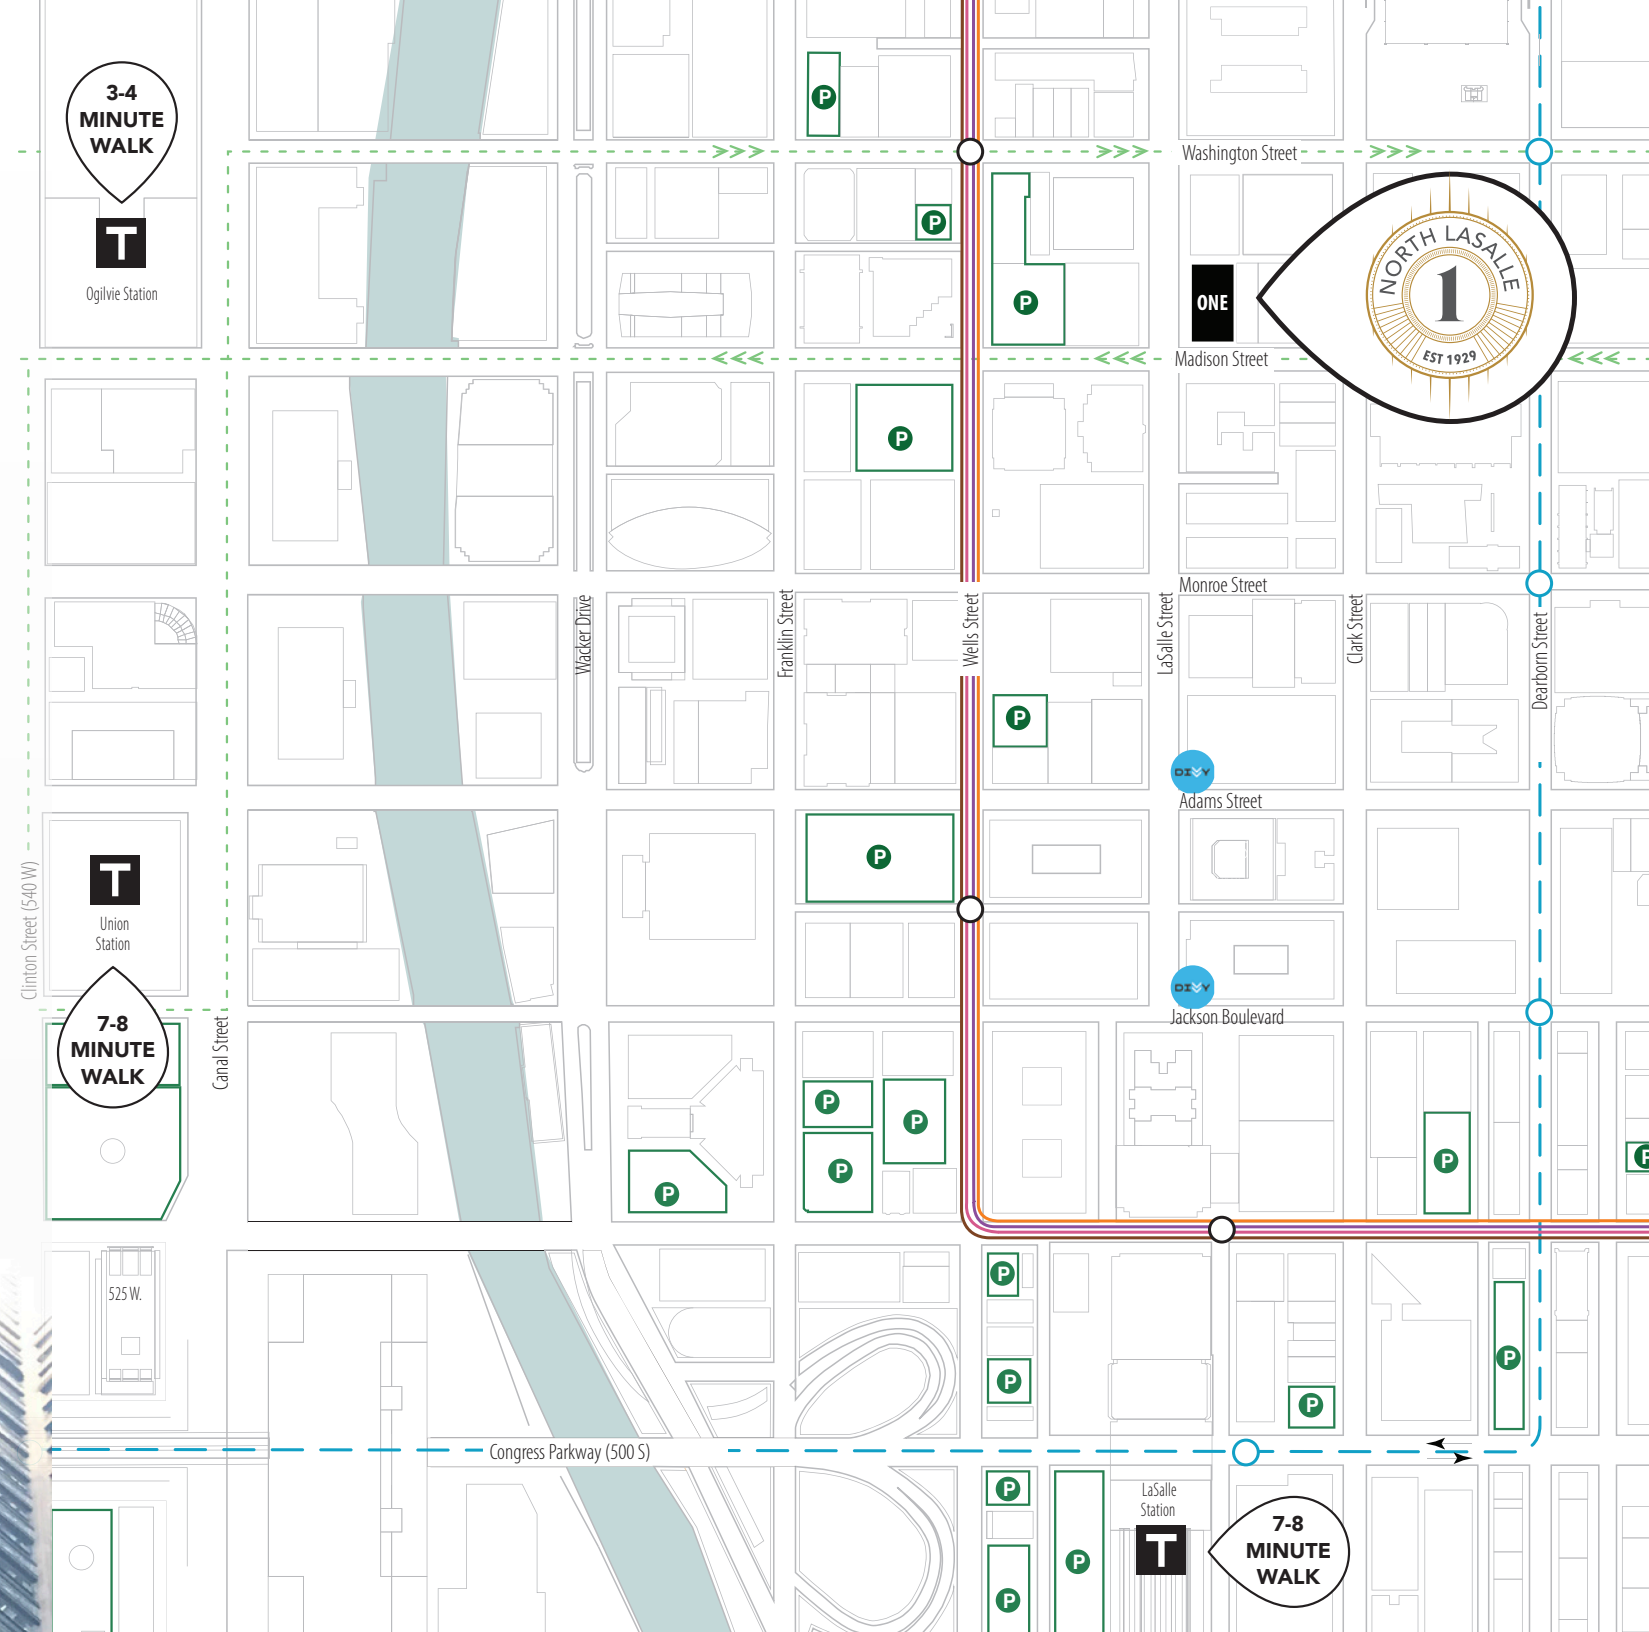 3-4
MINUTE
WALK
T
Ogilvie Station
P
Washington Street
P
P
ONE
NORTH LASALLE
1
EST 1929
Madison Street
P
Monroe Street
Wacker Drive
Franklin Street
Wells Street
LaSalle Street
Clark Street
Dearborn Street
P
DIVVY
Adams Street
P
T
Union
Station
Clinton Street (540 W)
7-8
MINUTE
WALK
Canal Street
DIVVY
Jackson Boulevard
P
P
P
P
P
P
525 W.
P
P
P
P
Congress Parkway (500 S)
P
P
P
LaSalle
Station
T
7-8
MINUTE
WALK